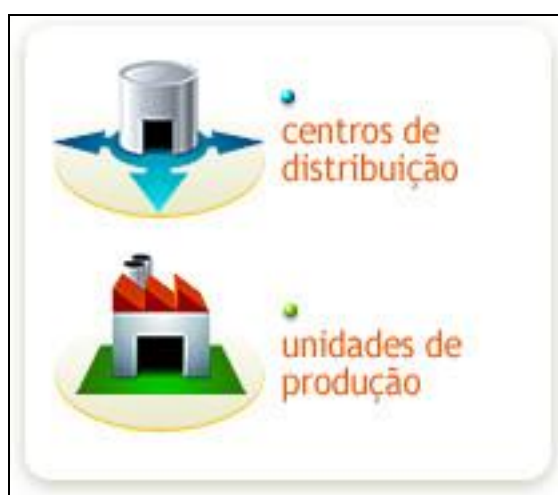 centros de
distribuição
unidades de
produção